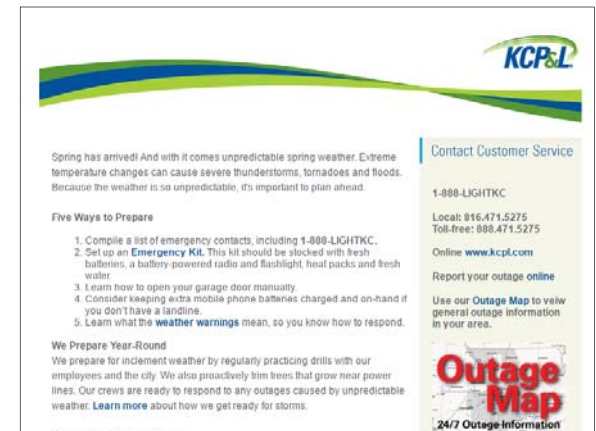 KCP&L
Spring has arrived! And with it comes unpredictable spring weather. Extreme
temperature changes can cause severe thunderstorms, tornadoes and floods.
Because the weather is so unpredictable, it's important to plan ahead.
Five Ways to Prepare
1. Compile a list of emergency contacts, including 1-888-LIGHTKC.
2. Set up an Emergency Kit. This kit should be stocked with fresh
batteries, a battery-powered radio and flashlight, heat packs and fresh
water.
3. Learn how to open your garage door manually.
4. Consider keeping extra mobile phone batteries charged and on-hand if
you don't have a landline.
5. Learn what the weather warnings mean, so you know how to respond.
We Prepare Year-Round
We prepare for inclement weather by regularly practicing drills with our
employees and the city. We also proactively trim trees that grow near power
lines. Our crews are ready to respond to any outages caused by unpredictable
weather. Learn more about how we get ready for storms.
Contact Customer Service
1-888-LIGHTKC
Local: 816.471.5275
Toll-free: 888.471.5275
Online www.kcpl.com
Report your outage online
Use our Outage Map to veiw
general outage information
in your area.
Outage
Map
24/7 Outage Information